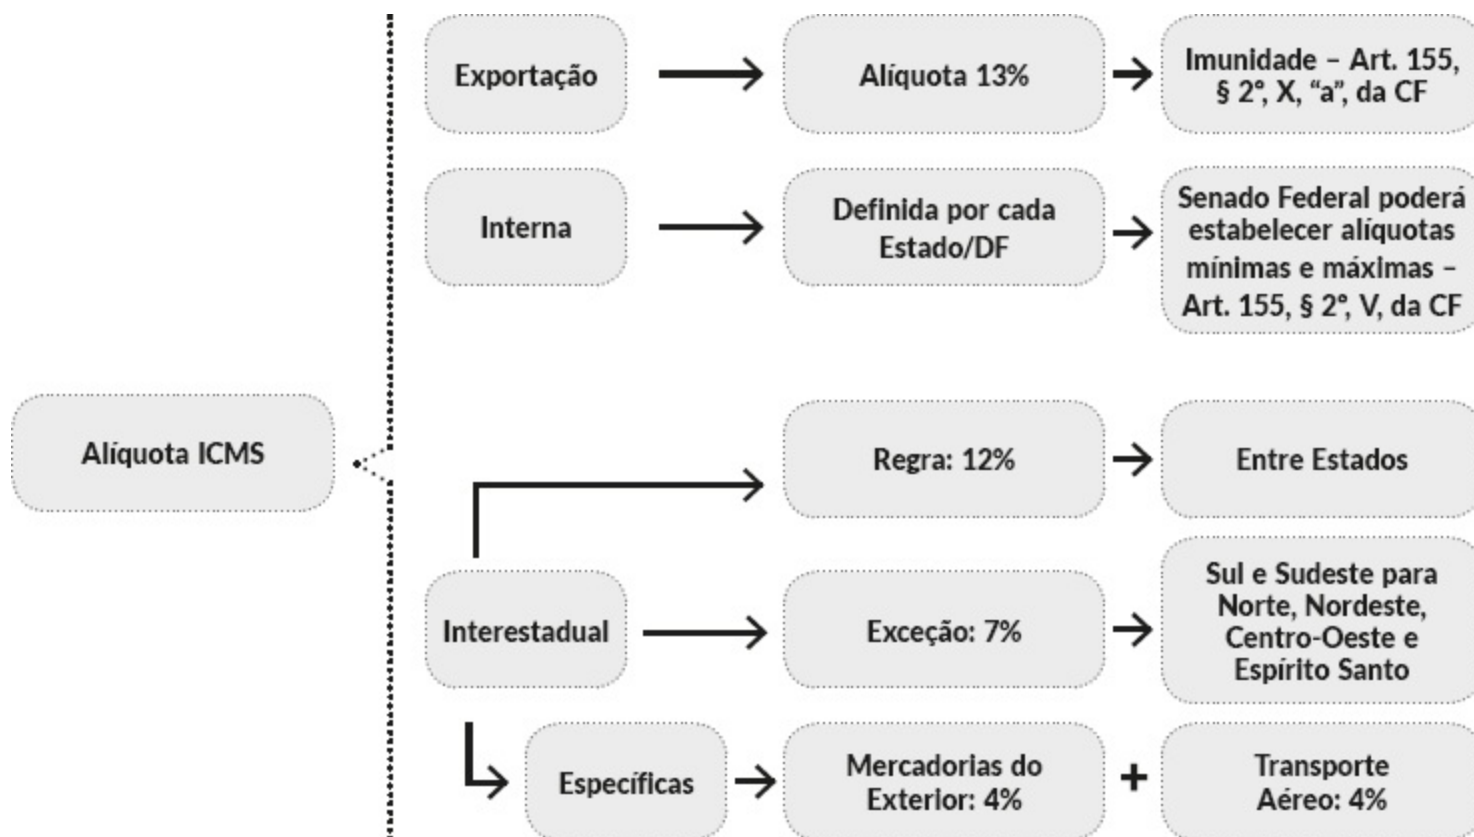 Exportação
Alíquota 13%
Imunidade – Art. 155,
§ 2º, X, “a”, da CF
Interna
Definida por cada
Estado/DF
Senado Federal poderá
estabelecer alíquotas
mínimas e máximas –
Art. 155, § 2º, V, da CF
Alíquota ICMS
Regra: 12%
Entre Estados
Interestadual
Exceção: 7%
Sul e Sudeste para
Norte, Nordeste,
Centro-Oeste e
Espírito Santo
Específicas
Mercadorias do
Exterior: 4%
+
Transporte
Aéreo: 4%